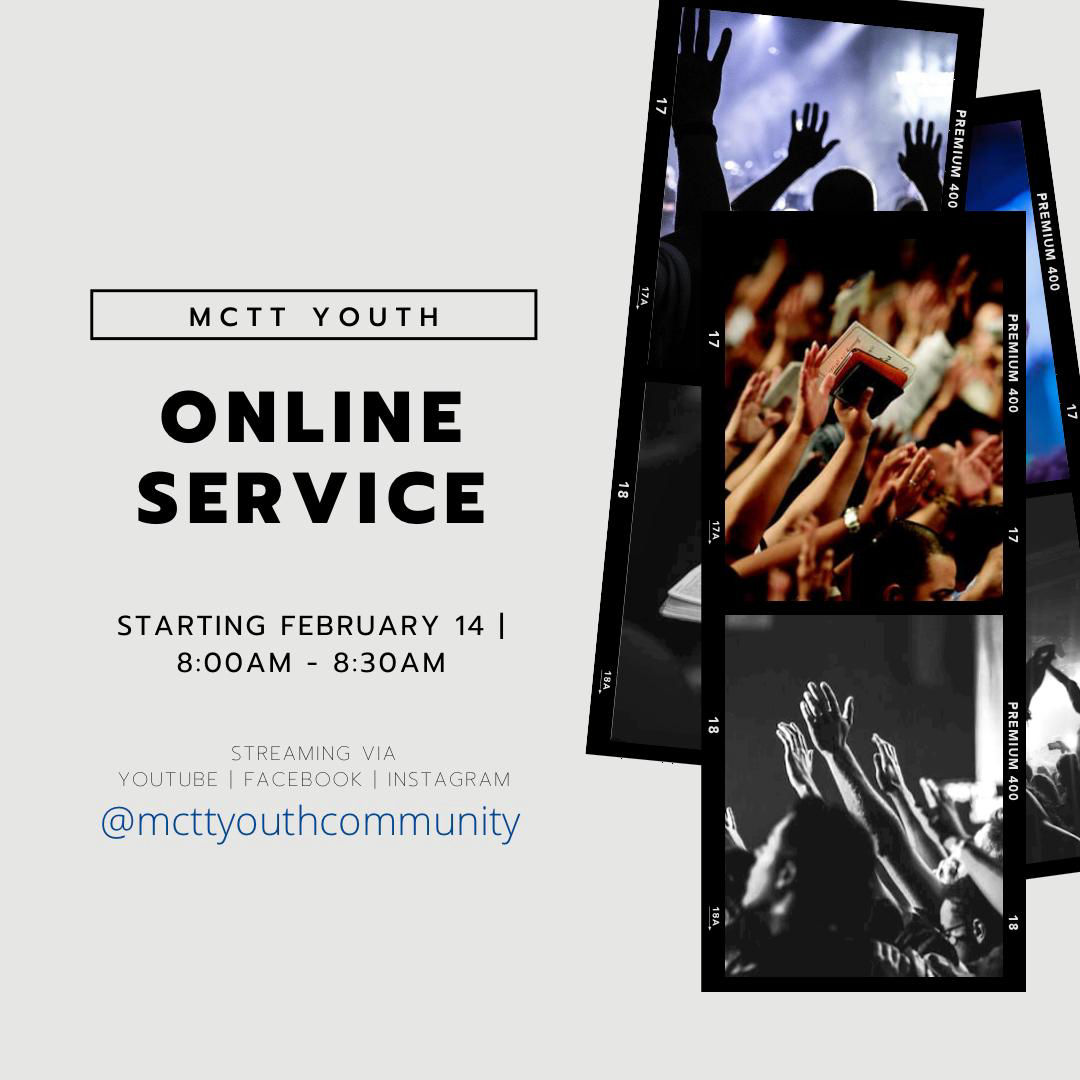 MCTT YOUTH
ONLINE
SERVICE
STARTING FEBRUARY 14 |
8:00AM - 8:30AM
STREAMING VIA
YOUTUBE | FACEBOOK | INSTAGRAM
@mcttyouthcommunity
17
PREMIUM 400
17A
18
18A
PREMIUM 400
17
17
PREMIUM 400
17A
17
18
PREMIUM 400
18A
18